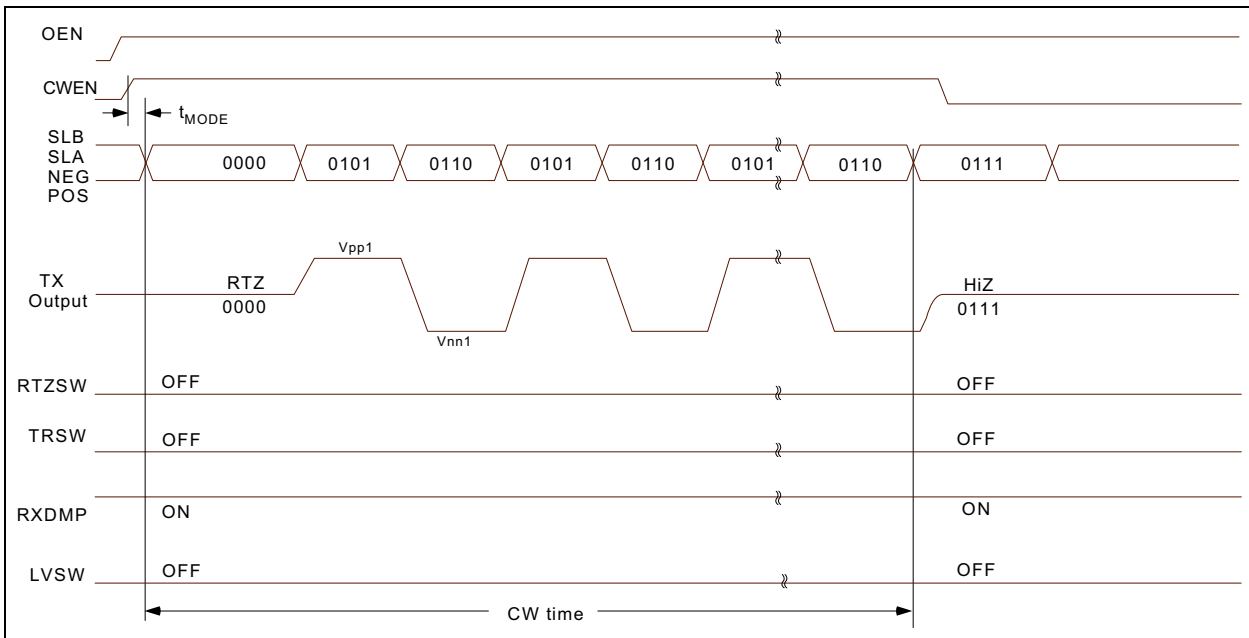 OEN
CWEN
tMODE
SLB
SLA
NEG
POS
0000 0101 0110 0101 0110 0101 0110 0111
Vpp1
TX
Output
RTZ
0000
HiZ
0111
Vnn1
RTZSW OFF OFF
TRSW OFF OFF
RXDMP ON ON
LVSW OFF OFF
CW time